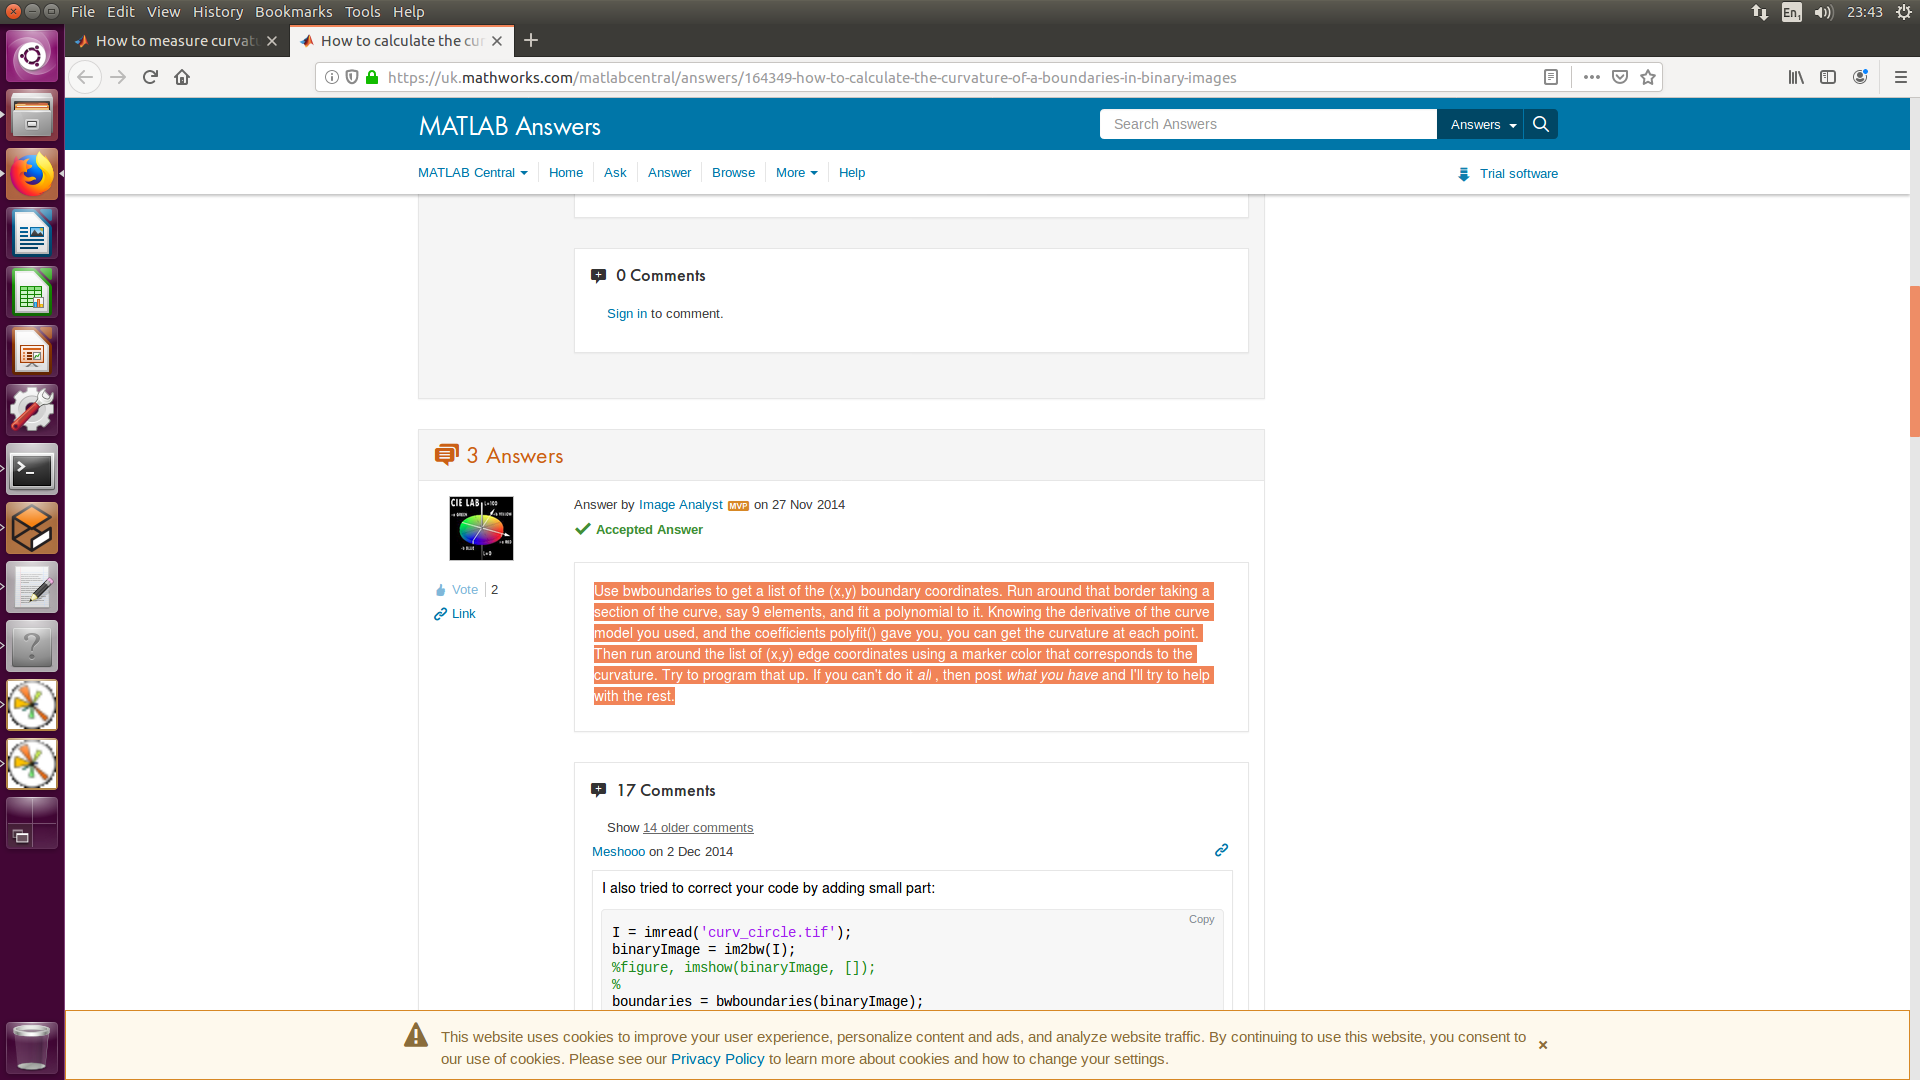 File Edit View History Bookmarks Tools Help
En1 23:43
How to measure curvatu
How to calculate the cur
https://uk.mathworks.com/matlabcentral/answers/164349-how-to-calculate-the-curvature-of-a-boundaries-in-binary-images
MATLAB Answers
Search Answers
Answers
MATLAB Central Home Ask Answer Browse More Help
Trial software
0 Comments
Sign in to comment.
3 Answers
CIE LAB L=100
Answer by Image Analyst MVP on 27 Nov 2014
Accepted Answer
Vote 2
Link
Use bwboundaries to get a list of the (x,y) boundary coordinates. Run around that border taking a
section of the curve, say 9 elements, and fit a polynomial to it. Knowing the derivative of the curve
model you used, and the coefficients polyfit() gave you, you can get the curvature at each point.
Then run around the list of (x,y) edge coordinates using a marker color that corresponds to the
curvature. Try to program that up. If you can't do it all , then post what you have and I'll try to help
with the rest.
17 Comments
Show 14 older comments
Meshooo on 2 Dec 2014
I also tried to correct your code by adding small part:
Copy
I = imread('curv_circle.tif');
binaryImage = im2bw(I);
%figure, imshow(binaryImage, []);
%
boundaries = bwboundaries(binaryImage);
This website uses cookies to improve your user experience, personalize content and ads, and analyze website traffic. By continuing to use this website, you consent to
our use of cookies. Please see our Privacy Policy to learn more about cookies and how to change your settings.
×